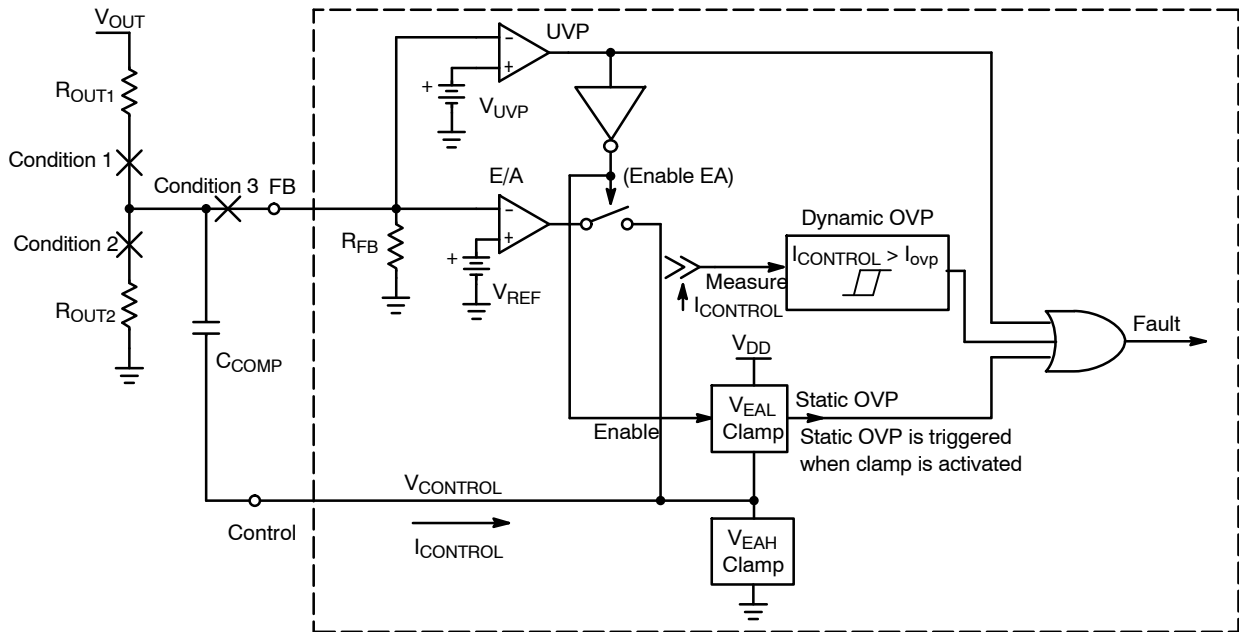 VOUT
ROUT1
Condition 1
Condition 3 FB
Condition 2
ROUT2
CCOMP
Control
UVP
−
+
+
VUVP
E/A
−
+
+
RFB
VREF
(Enable EA)
Measure
ICONTROL
Dynamic OVP
ICONTROL > Iovp
Fault
VDD
VEAL
Clamp
Enable
Static OVP
Static OVP is triggered
when clamp is activated
VCONTROL
ICONTROL
VEAH
Clamp